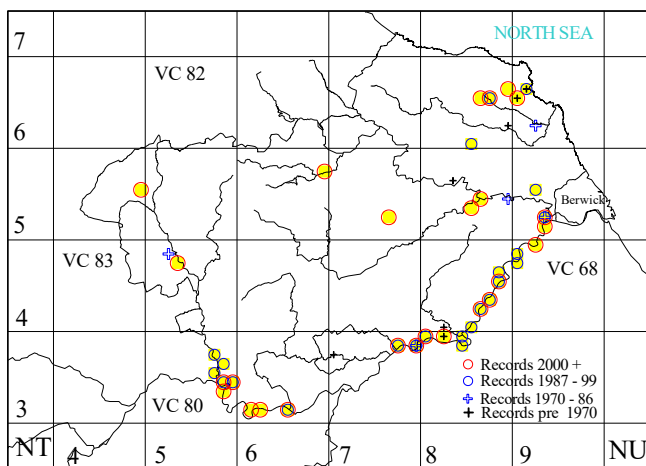 7
NORTH SEA
VC 82
6
Berwick
5
VC 83
VC 68
4
Records 2000 +
Records 1987 - 99
Records 1970 - 86
VC 80
Records pre 1970
3
NT 4 5 6 7 8 9 NU